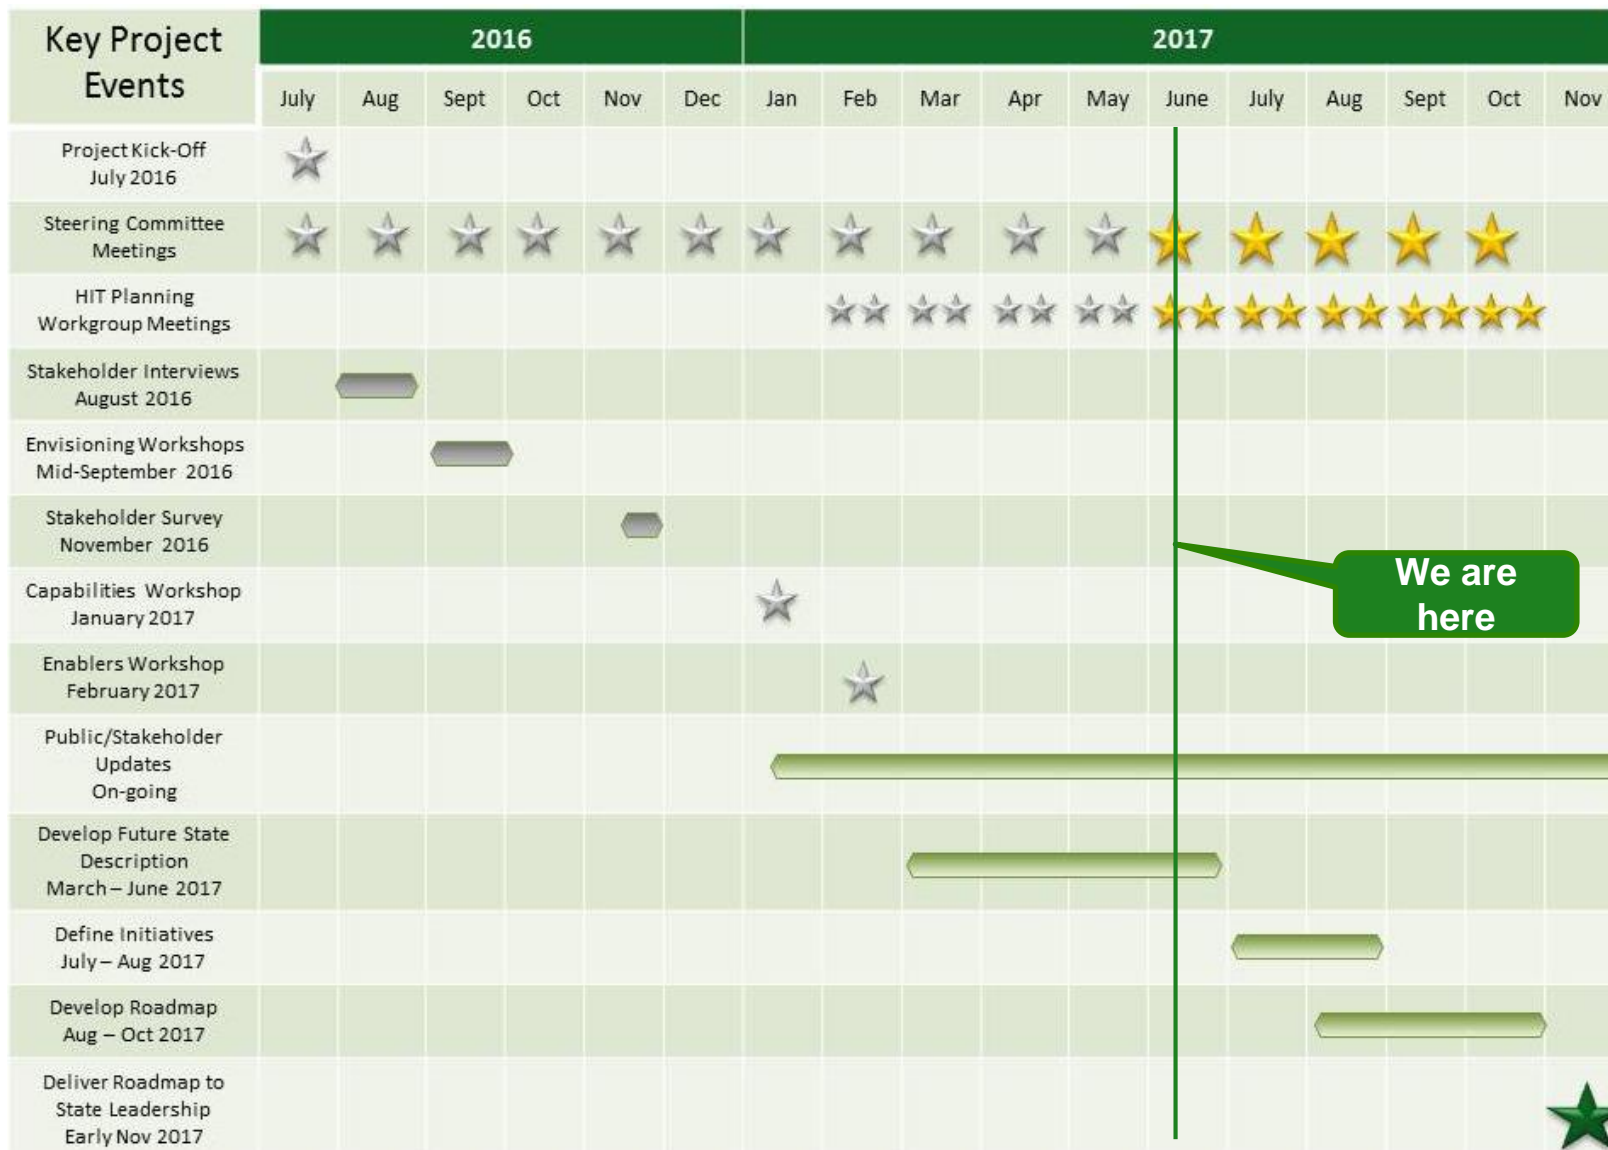 Key Project
Events
2016
2017
July Aug Sept Oct Nov Dec Jan Feb Mar Apr May June July Aug Sept Oct Nov
Project Kick-Off
July 2016
Steering Committee
Meetings
HIT Planning
Workgroup Meetings
Stakeholder Interviews
August 2016
Envisioning Workshops
Mid-September 2016
Stakeholder Survey
November 2016
We are
here
Capabilities Workshop
January 2017
Enablers Workshop
February 2017
Public/Stakeholder
Updates
On-going
Develop Future State
Description
March – June 2017
Define Initiatives
July – Aug 2017
Develop Roadmap
Aug – Oct 2017
Deliver Roadmap to
State Leadership
Early Nov 2017